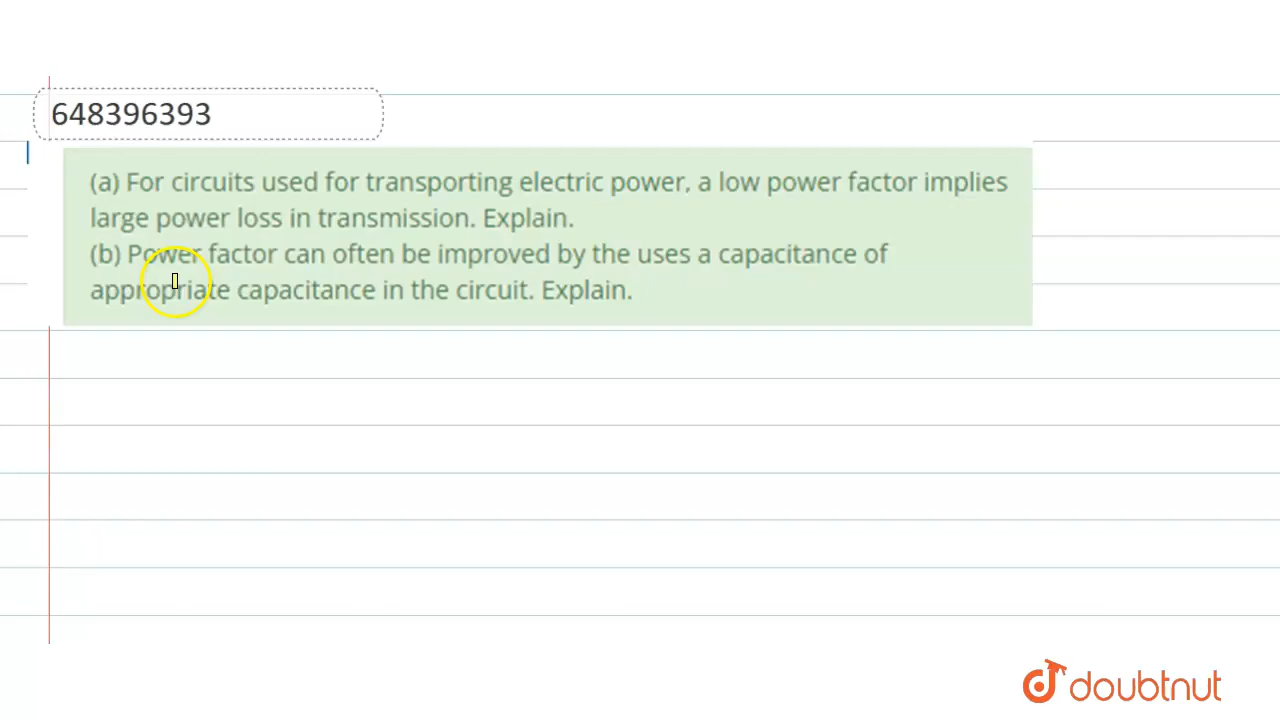 648396393
(a) For circuits used for transporting electric power, a low power factor implies
large power loss in transmission. Explain.
(b) Power factor can often be improved by the uses a capacitance of
appropriate capacitance in the circuit. Explain.
doubtnut